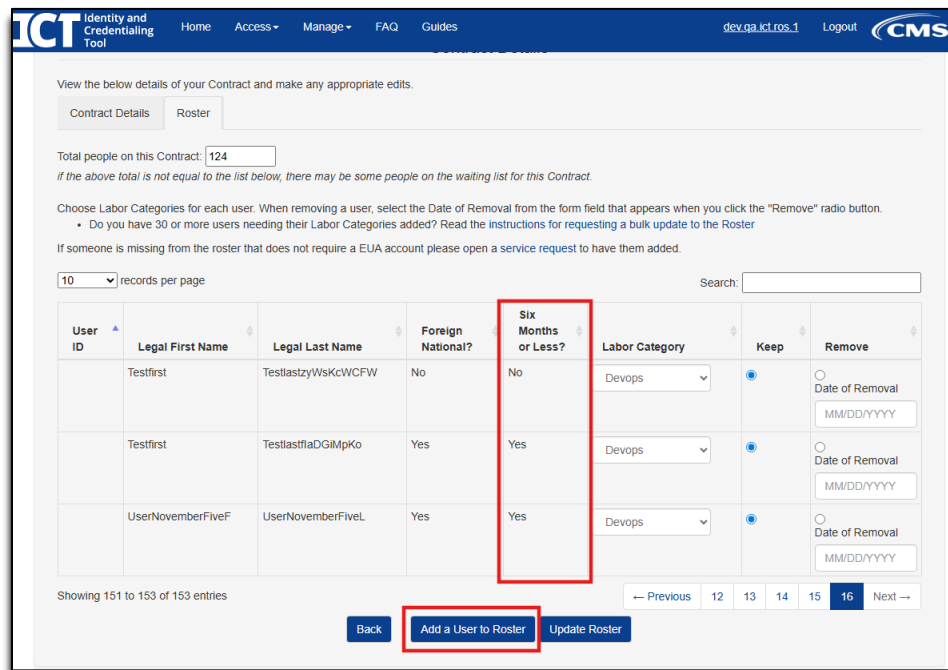 ICT Identity and Credentialing Tool
Home Access Manage FAQ Guides dev.qa.ict.ros.1 Logout CMS
Contract Details
View the below details of your Contract and make any appropriate edits.
Contract Details Roster
Total people on this Contract: 124
if the above total is not equal to the list below, there may be some people on the waiting list for this Contract.
Choose Labor Categories for each user. When removing a user, select the Date of Removal from the form field that appears when you click the "Remove" radio button.
• Do you have 30 or more users needing their Labor Categories added? Read the instructions for requesting a bulk update to the Roster
If someone is missing from the roster that does not require a EUA account please open a service request to have them added.
10 records per page Search:
User ID Legal First Name Legal Last Name Foreign National? Six Months or Less? Labor Category Keep Remove
Testfirst TestlastzyWsKcWCFW No No Devops
Date of Removal
MM/DD/YYYY
Testfirst TestlastflaDGiMpKo Yes Yes Devops
Date of Removal
MM/DD/YYYY
UserNovemberFiveF UserNovemberFiveL Yes Yes Devops
Date of Removal
MM/DD/YYYY
Showing 151 to 153 of 153 entries ← Previous 12 13 14 15 16 Next →
Back Add a User to Roster Update Roster